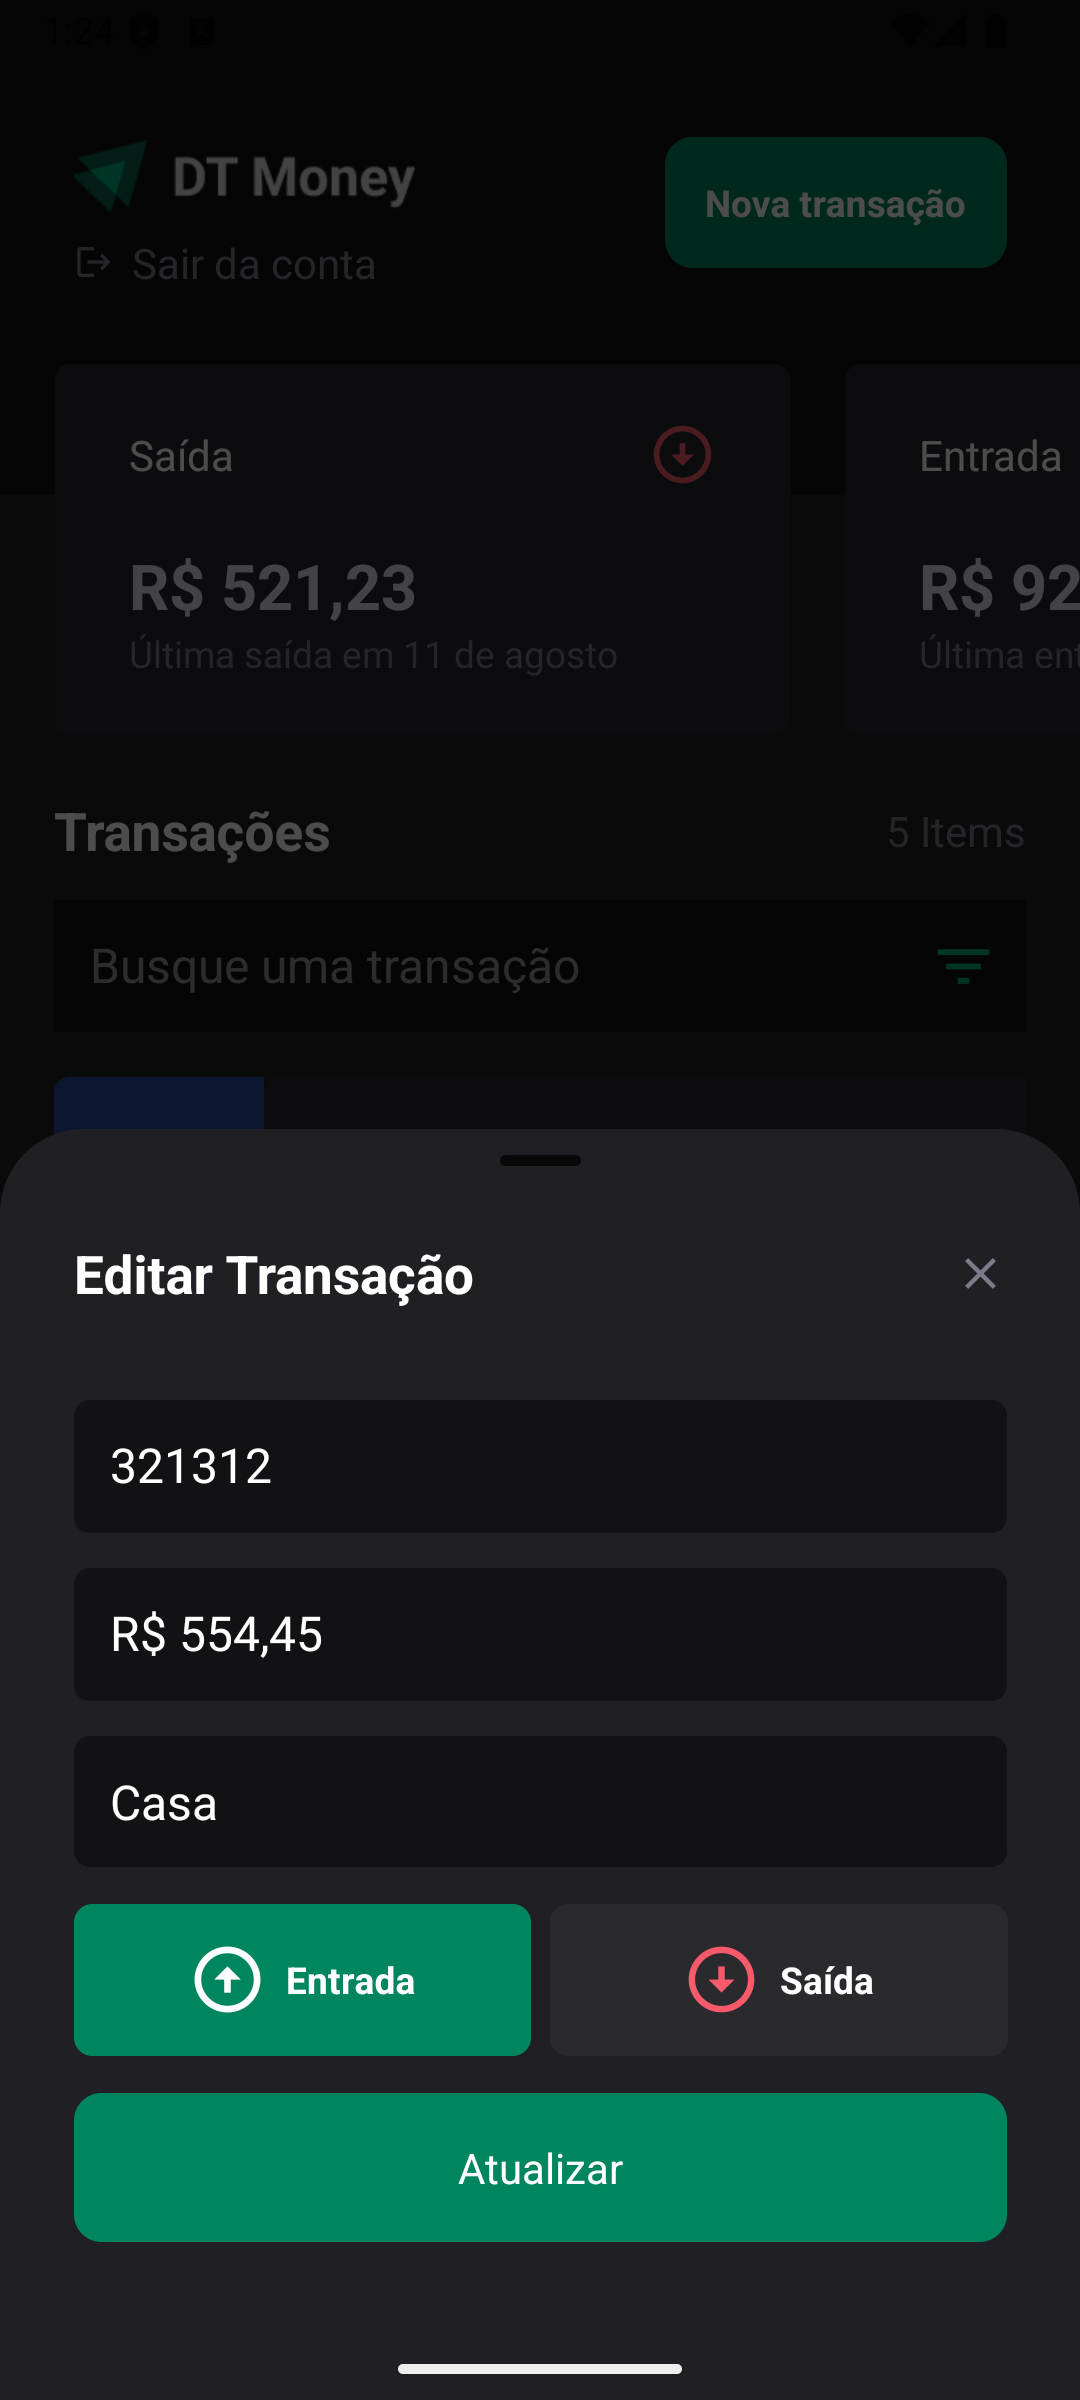 1:24
DT Money
Nova transação
Sair da conta
Saída
Entrada
R$ 521,23
R$ 92
Última saída em 11 de agosto
Última ent
Transações
5 Items
Busque uma transação
Editar Transação
321312
R$ 554,45
Casa
Entrada
Saída
Atualizar